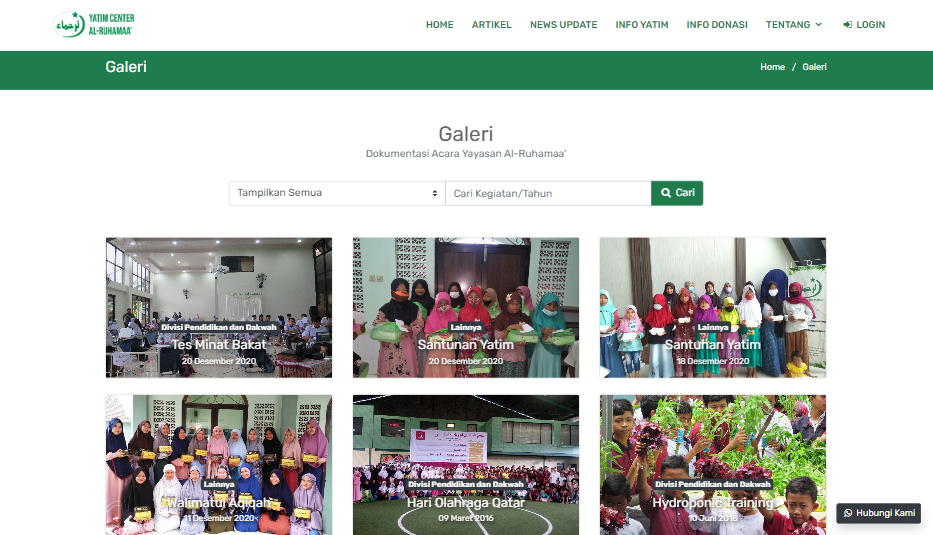 لرحماء
YATIM CENTER
AL-RUHAMAA'
HOME
ARTIKEL
NEWS UPDATE
INFO YATIM
INFO DONASI
TENTANG
LOGIN
Galeri
Home / Galeri
Galeri
Dokumentasi Acara Yayasan Al-Ruhamaa'
Tampilkan Semua
Cari Kegiatan/Tahun
Cari
Divisi Pendidikan dan Dakwah
Tes Minat Bakat
20 Desember 2020
Lainnya
Santunan Yatim
20 Desember 2020
Lainnya
Santunan Yatim
18 Desember 2020
Lainnya
Walimatul Aqiqah
11 Desember 2020
Divisi Pendidikan dan Dakwah
Hari Olahraga Qatar
09 Maret 2016
Divisi Pendidikan dan Dakwah
Hydroponic Training
10 Juni 2016
Hubungi Kami